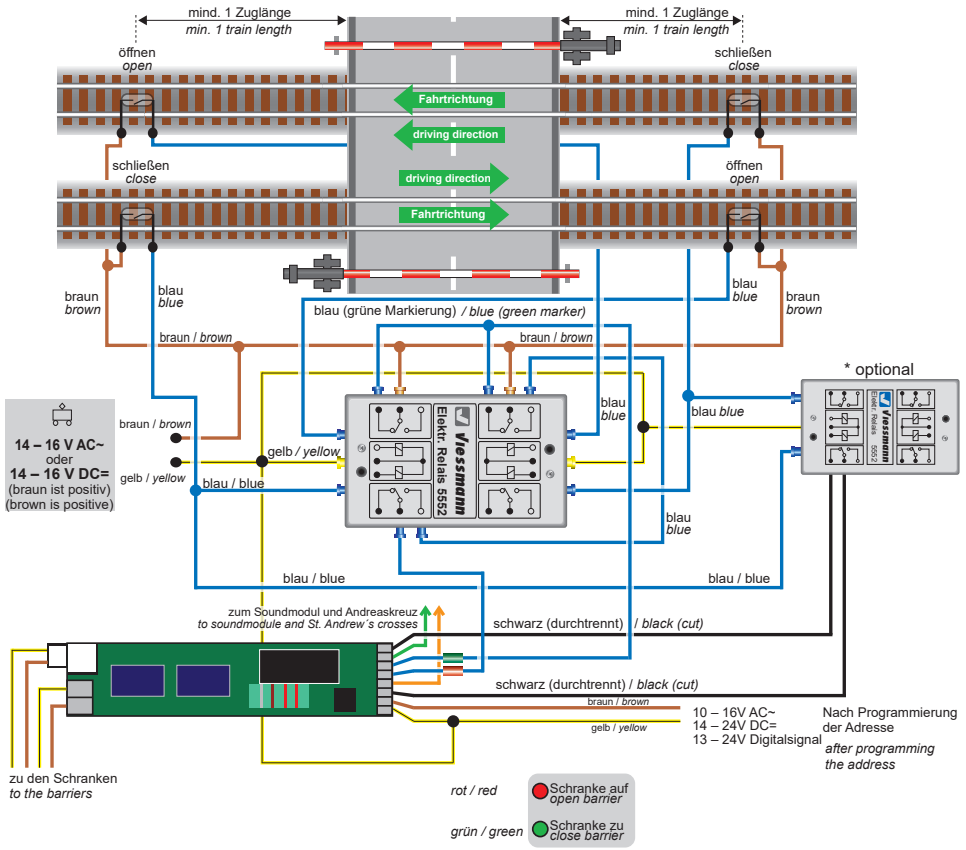 mind. 1 Zuglänge
min. 1 train length
mind. 1 Zuglänge
min. 1 train length
öffnen
open
schließen
close
Fahrtrichtung
driving direction
schließen
close
öffnen
open
driving direction
Fahrtrichtung
braun
brown
blau
blue
blau (grüne Markierung) / blue (green marker)
blau
blue
braun
brown
braun / brown
braun / brown
* optional
14 – 16 V AC~
oder
14 – 16 V DC=
(braun ist positiv)
(brown is positive)
braun / brown
gelb / yellow
gelb / yellow
blau / blue
viessmann
Elektr. Relais 5552
blau
blue
blau blue
viessmann
Elektr. Relais 5552
blau
blue
blau / blue
blau / blue
zum Soundmodul und Andreaskreuz
to soundmodule and St. Andrew´s crosses
schwarz (durchtrennt) / black (cut)
schwarz (durchtrennt) / black (cut)
braun / brown
gelb / yellow
10 – 16V AC~
14 – 24V DC=
13 – 24V Digitalsignal
Nach Programmierung
der Adresse
after programming
the address
zu den Schranken
to the barriers
rot / red
Schranke auf
open barrier
grün / green
Schranke zu
close barrier